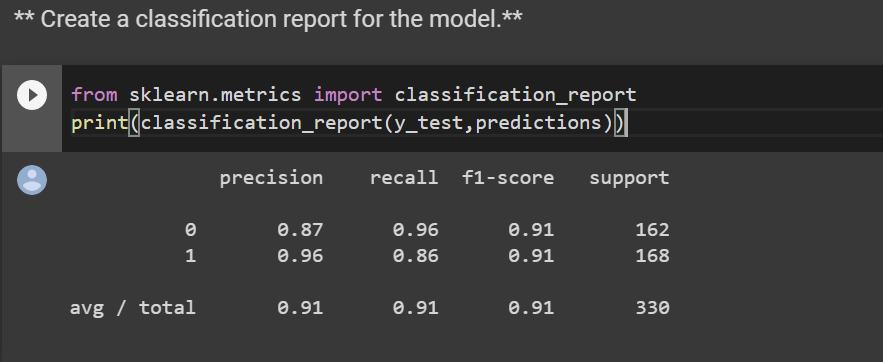 ** Create a classification report for the model.**
from sklearn.metrics import classification_report
print(classification_report(y_test,predictions))
precision recall f1-score support
0 0.87 0.96 0.91 162
1 0.96 0.86 0.91 168
avg / total 0.91 0.91 0.91 330